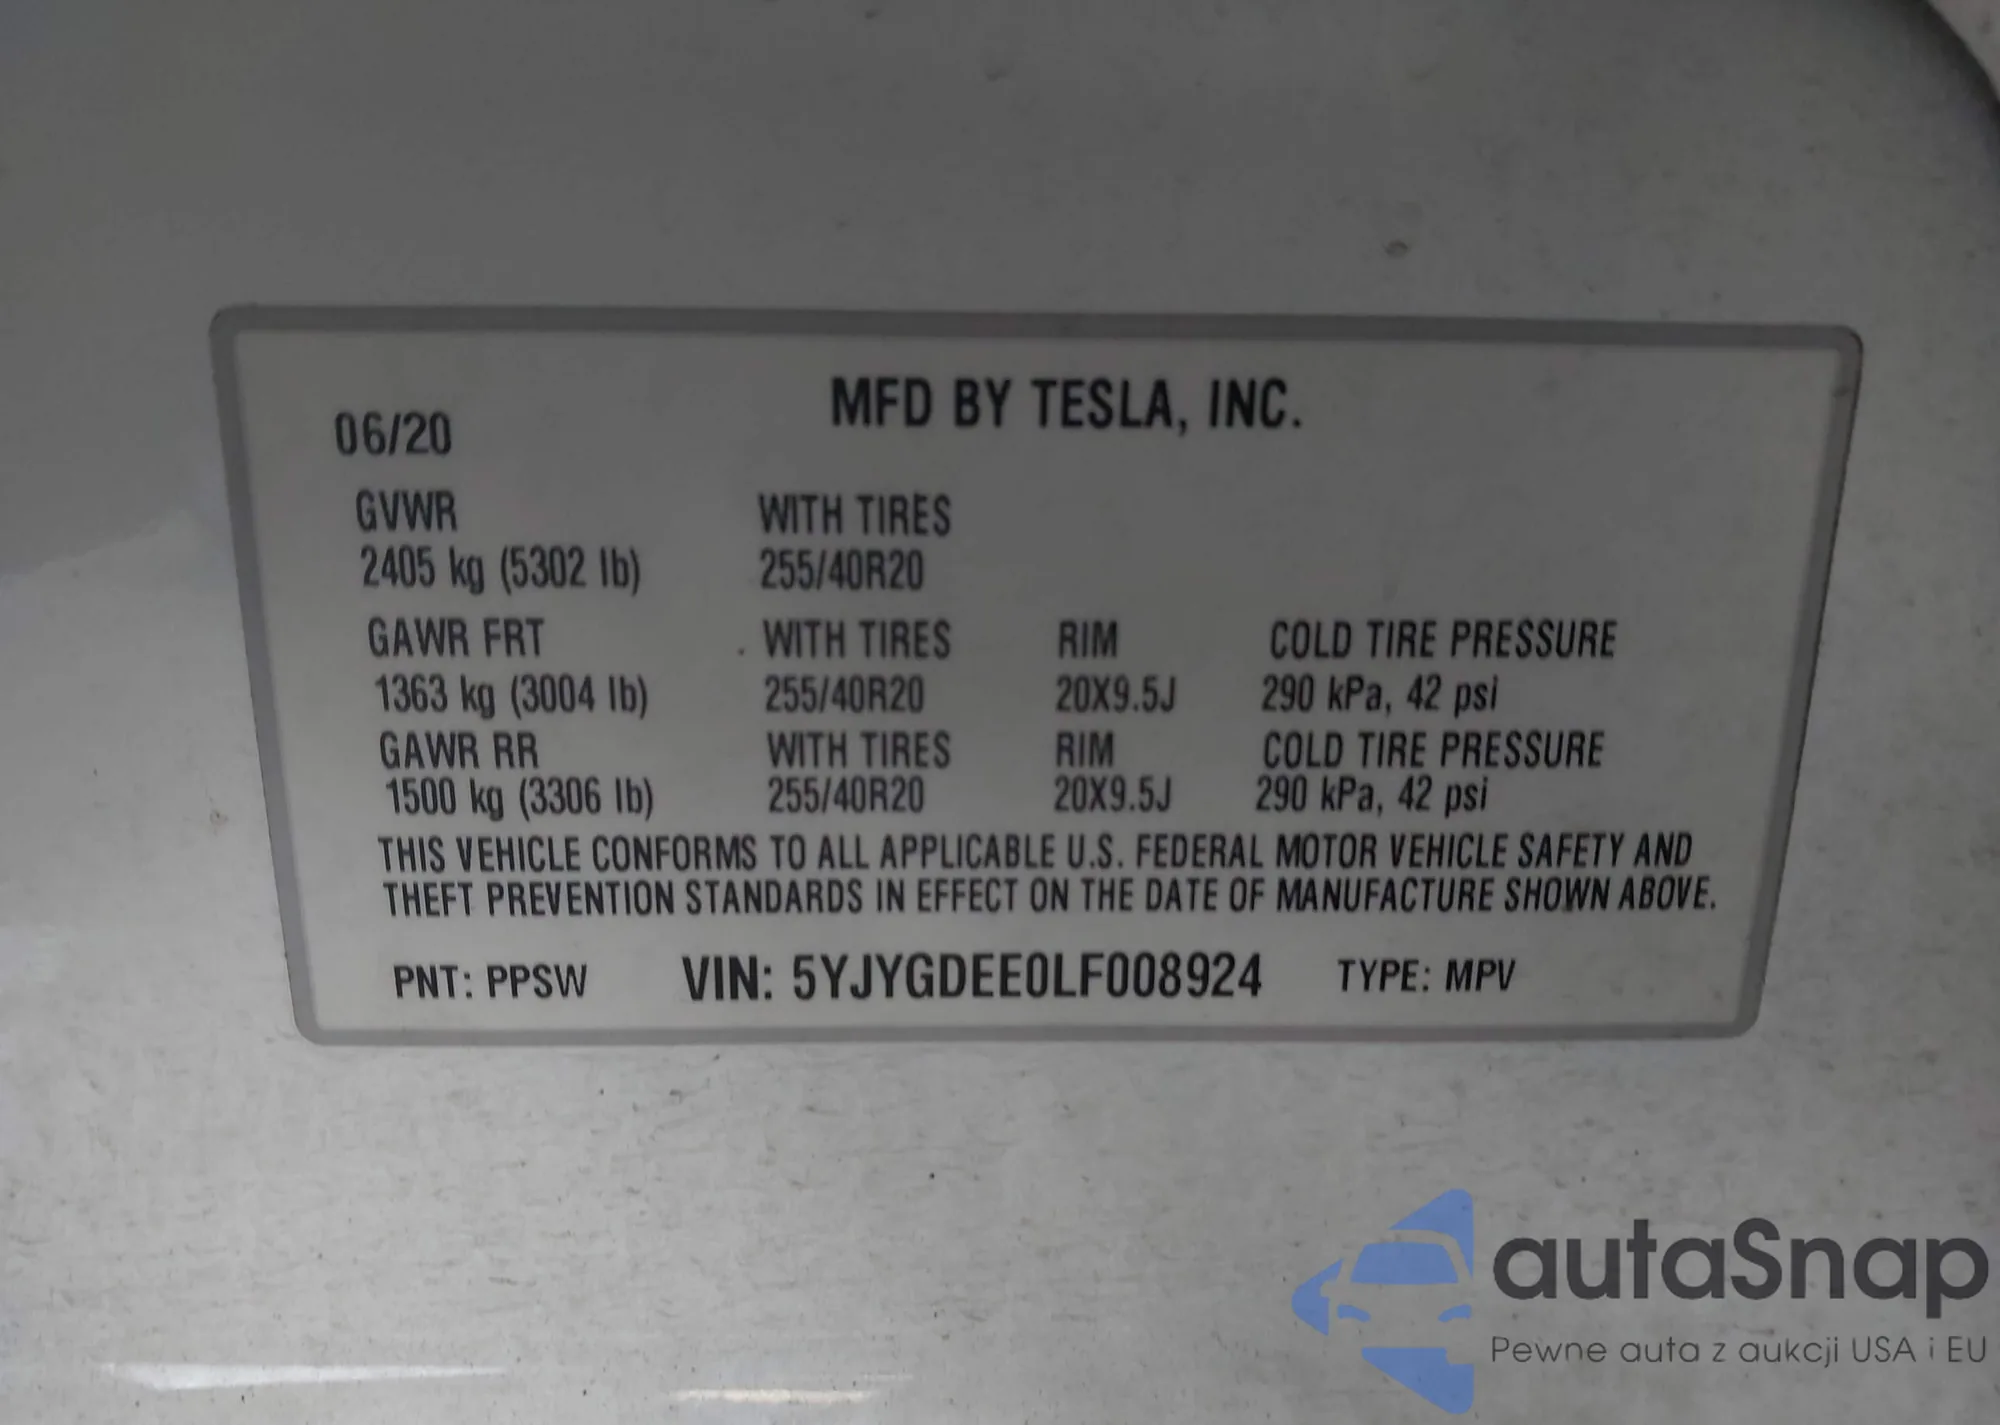 MFD BY TESLA, INC.
06/20
GVWR WITH TIRES
2405 kg (5302 lb) 255/40R20
GAWR FRT WITH TIRES RIM COLD TIRE PRESSURE
1363 kg (3004 lb) 255/40R20 20X9.5J 290 kPa, 42 psi
GAWR RR WITH TIRES RIM COLD TIRE PRESSURE
1500 kg (3306 lb) 255/40R20 20X9.5J 290 kPa, 42 psi
THIS VEHICLE CONFORMS TO ALL APPLICABLE U.S. FEDERAL MOTOR VEHICLE SAFETY AND
THEFT PREVENTION STANDARDS IN EFFECT ON THE DATE OF MANUFACTURE SHOWN ABOVE.
PNT: PPSW VIN: 5YJYGDEE0LF008924 TYPE: MPV
autaSnap
Pewne auta z aukcji USA i EU